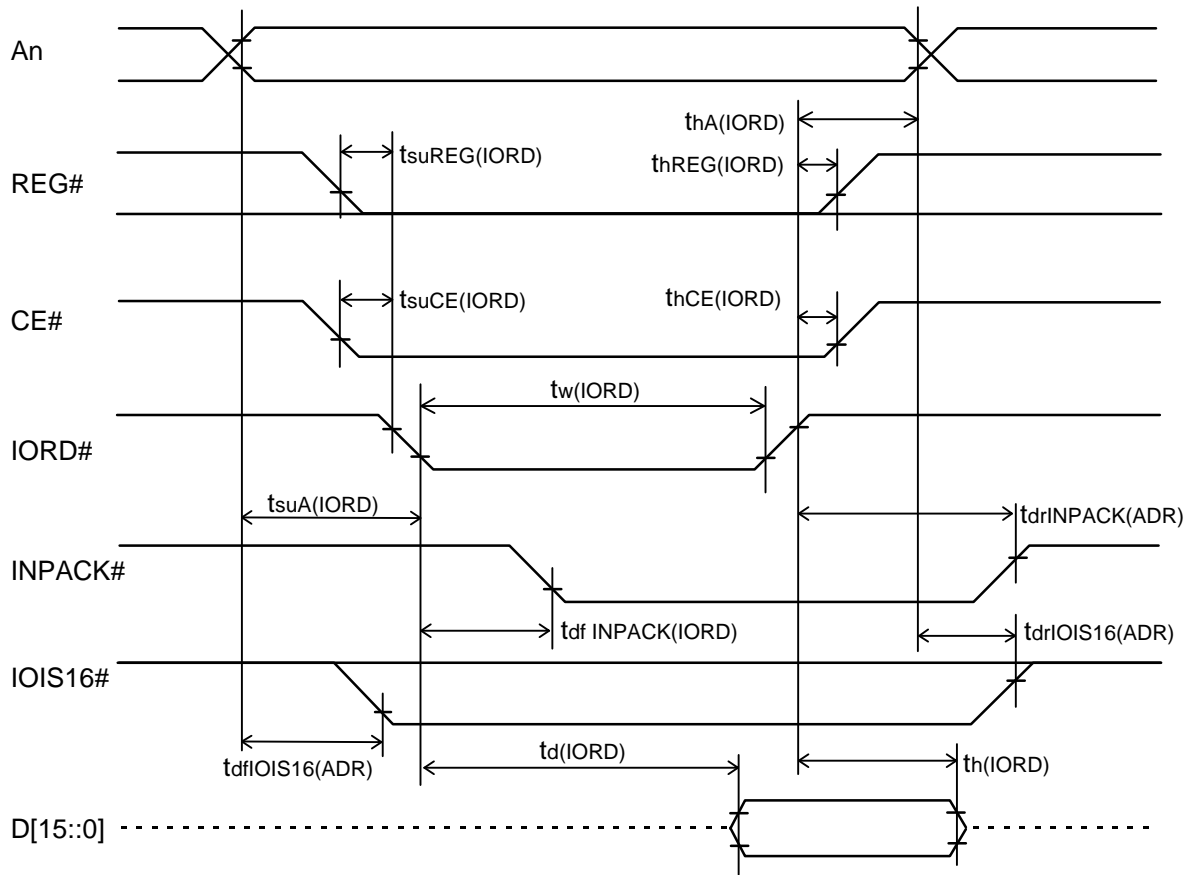 An
thA(IORD)
tsuREG(IORD)
thREG(IORD)
REG#
tsuCE(IORD)
thCE(IORD)
CE#
tw(IORD)
IORD#
tsuA(IORD)
tdrINPACK(ADR)
INPACK#
tdf INPACK(IORD)
tdrIOIS16(ADR)
IOIS16#
td(IORD)
tdfIOIS16(ADR)
th(IORD)
D[15::0]